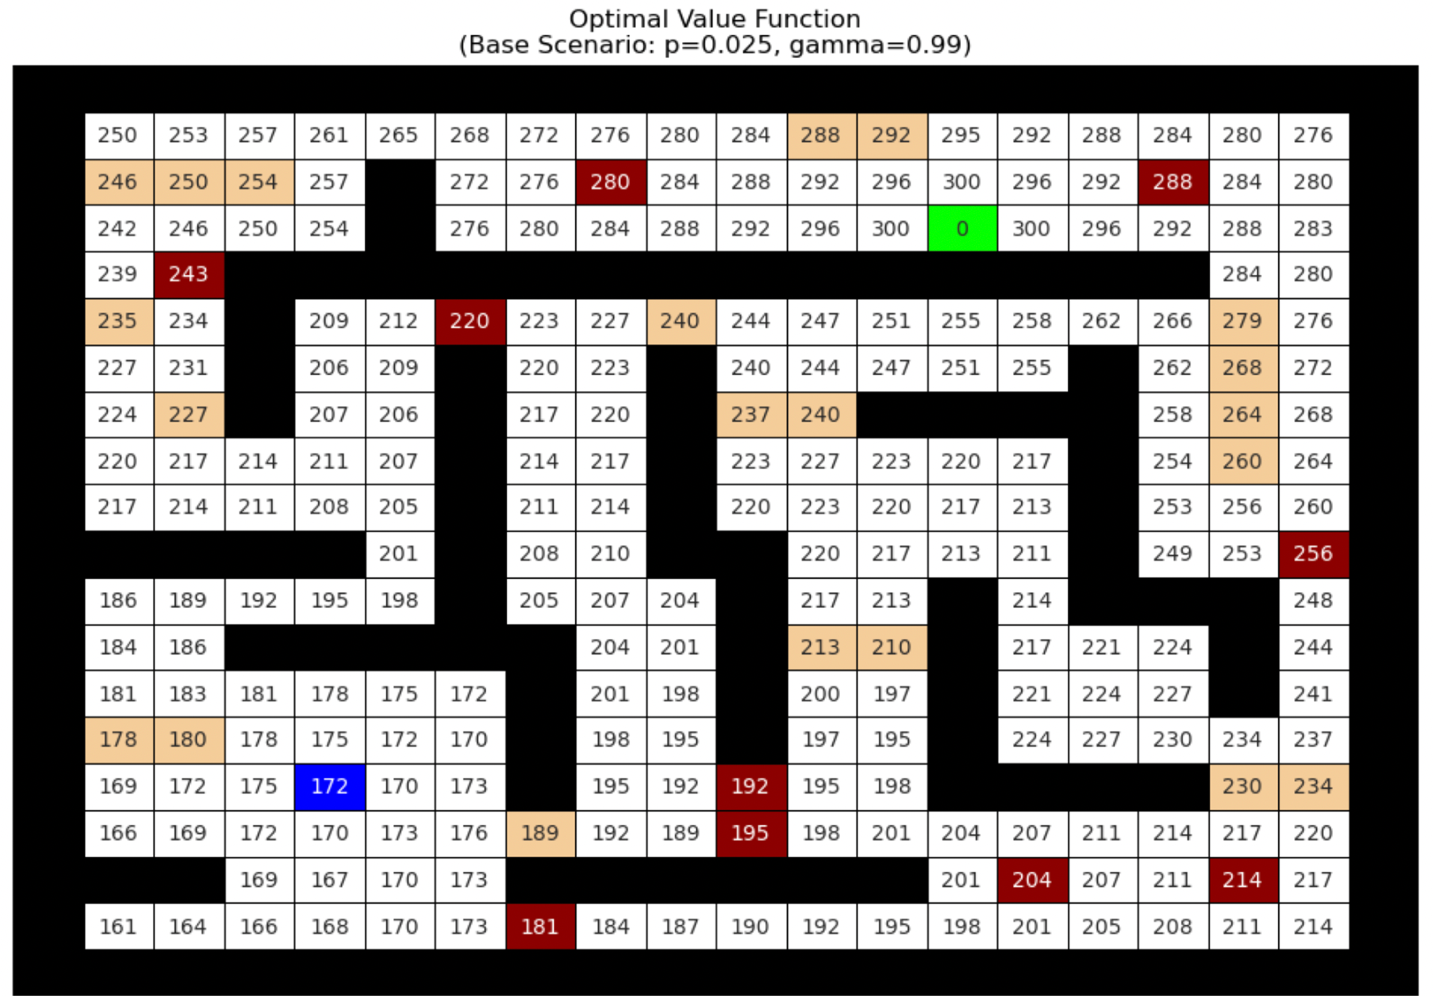 Optimal Value Function
(Base Scenario: p=0.025, gamma=0.99)
250 253 257 261 265 268 272 276 280 284 288 292 295 292 288 284 280 276
246 250 254 257 272 276 280 284 288 292 296 300 296 292 288 284 280
242 246 250 254 276 280 284 288 292 296 300 0 300 296 292 288 283
239 243 284 280
235 234 209 212 220 223 227 240 244 247 251 255 258 262 266 279 276
227 231 206 209 220 223 240 244 247 251 255 262 268 272
224 227 207 206 217 220 237 240 258 264 268
220 217 214 211 207 214 217 223 227 223 220 217 254 260 264
217 214 211 208 205 211 214 220 223 220 217 213 253 256 260
201 208 210 220 217 213 211 249 253 256
186 189 192 195 198 205 207 204 217 213 214 248
184 186 204 201 213 210 217 221 224 244
181 183 181 178 175 172 201 198 200 197 221 224 227 241
178 180 178 175 172 170 198 195 197 195 224 227 230 234 237
169 172 175 172 170 173 195 192 192 195 198 230 234
166 169 172 170 173 176 189 192 189 195 198 201 204 207 211 214 217 220
169 167 170 173 201 204 207 211 214 217
161 164 166 168 170 173 181 184 187 190 192 195 198 201 205 208 211 214